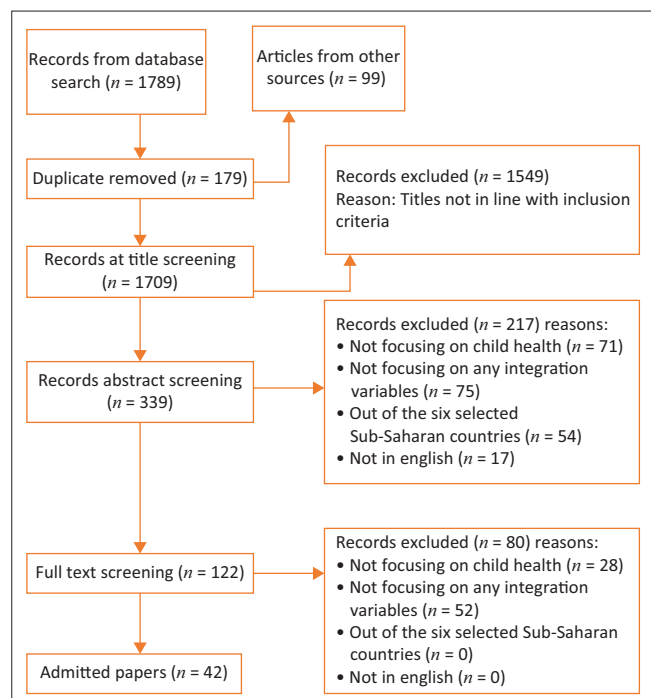 Records from database
search (n = 1789)
Articles from other
sources (n = 99)
Duplicate removed (n = 179)
Records excluded (n = 1549)
Reason: Titles not in line with inclusion
criteria
Records at title screening
(n = 1709)
Records excluded (n = 217) reasons:
• Not focusing on child health (n = 71)
• Not focusing on any integration
variables (n = 75)
• Out of the six selected
Sub-Saharan countries (n = 54)
• Not in english (n = 17)
Records abstract screening
(n = 339)
Records excluded (n = 80) reasons:
• Not focusing on child health (n = 28)
• Not focusing on any integration
variables (n = 52)
• Out of the six selected Sub-Saharan
countries (n = 0)
• Not in english (n = 0)
Full text screening (n = 122)
Admitted papers (n = 42)